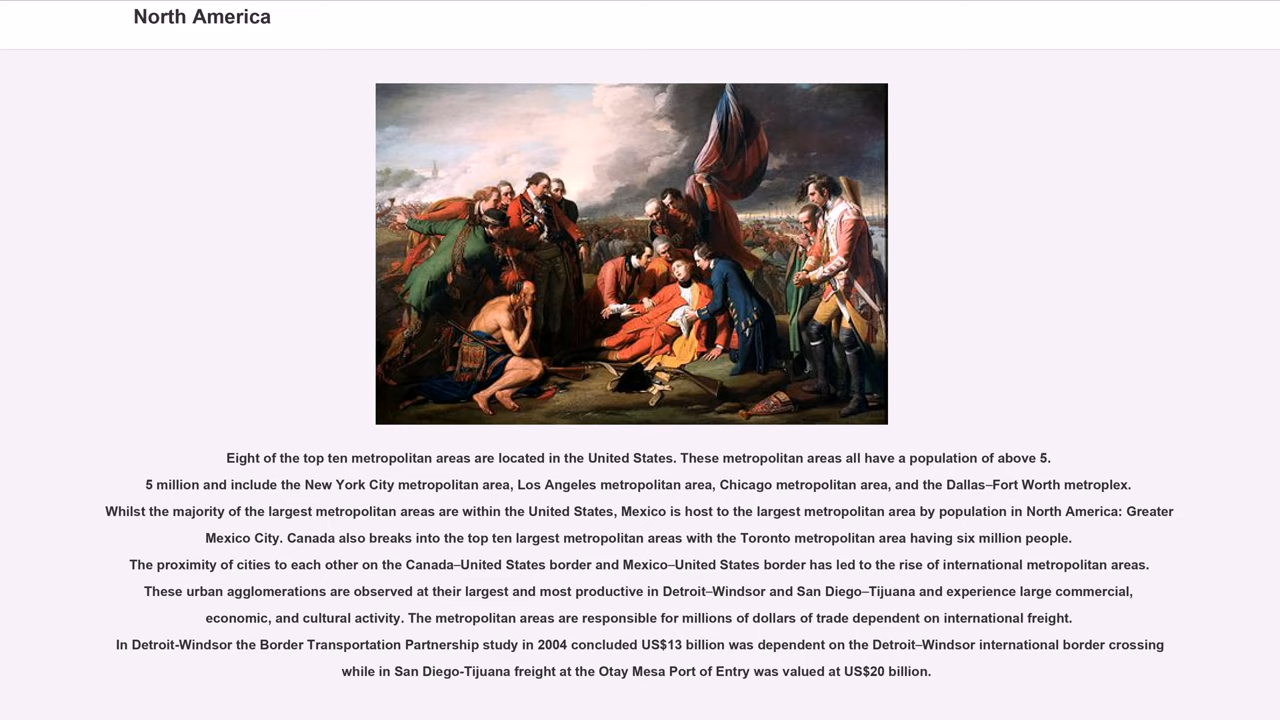 North America
Eight of the top ten metropolitan areas are located in the United States. These metropolitan areas all have a population of above 5.
5 million and include the New York City metropolitan area, Los Angeles metropolitan area, Chicago metropolitan area, and the Dallas–Fort Worth metroplex.
Whilst the majority of the largest metropolitan areas are within the United States, Mexico is host to the largest metropolitan area by population in North America: Greater
Mexico City. Canada also breaks into the top ten largest metropolitan areas with the Toronto metropolitan area having six million people.
The proximity of cities to each other on the Canada–United States border and Mexico–United States border has led to the rise of international metropolitan areas.
These urban agglomerations are observed at their largest and most productive in Detroit–Windsor and San Diego–Tijuana and experience large commercial,
economic, and cultural activity. The metropolitan areas are responsible for millions of dollars of trade dependent on international freight.
In Detroit-Windsor the Border Transportation Partnership study in 2004 concluded US$13 billion was dependent on the Detroit–Windsor international border crossing
while in San Diego-Tijuana freight at the Otay Mesa Port of Entry was valued at US$20 billion.